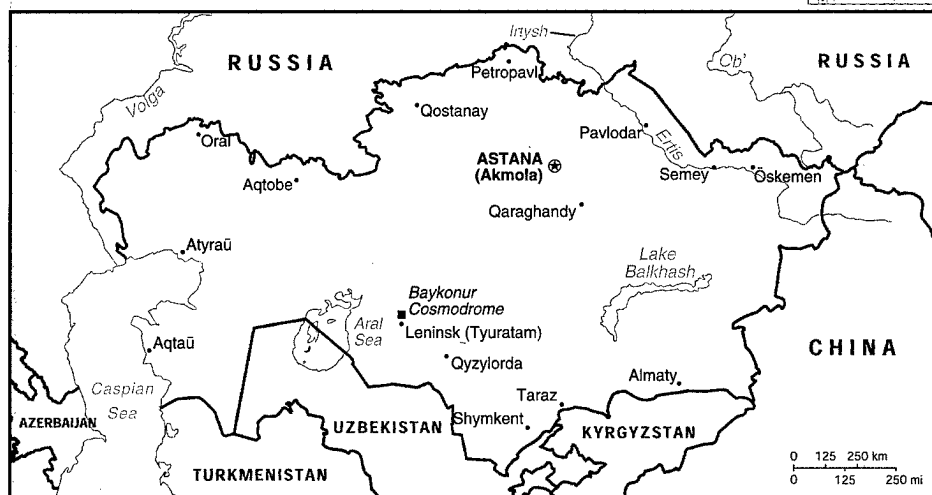 Irtysh
Ob'
RUSSIA
RUSSIA
Petropavl
Volga
Qostanay
Pavlodar
Oral
Ertis
ASTANA
(Akmola)
Aqtobe
Semey
Öskemen
Qaraghandy
Atyraū
Lake
Balkhash
Baykonur
Cosmodrome
Aral
Sea
Leninsk (Tyuratam)
Aqtaū
CHINA
Qyzylorda
Almaty
Caspian
Sea
Taraz
AZERBAIJAN
UZBEKISTAN
Shymkent
KYRGYZSTAN
TURKMENISTAN
0 125 250 km
0 125 250 mi